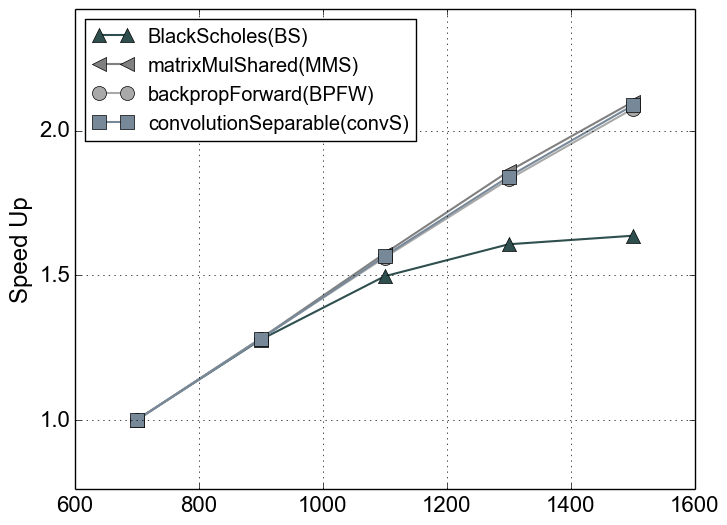 BlackScholes(BS)
matrixMulShared(MMS)
backpropForward(BPFW)
convolutionSeparable(convS)
2.0
1.5
1.0
Speed Up
600 800 1000 1200 1400 1600